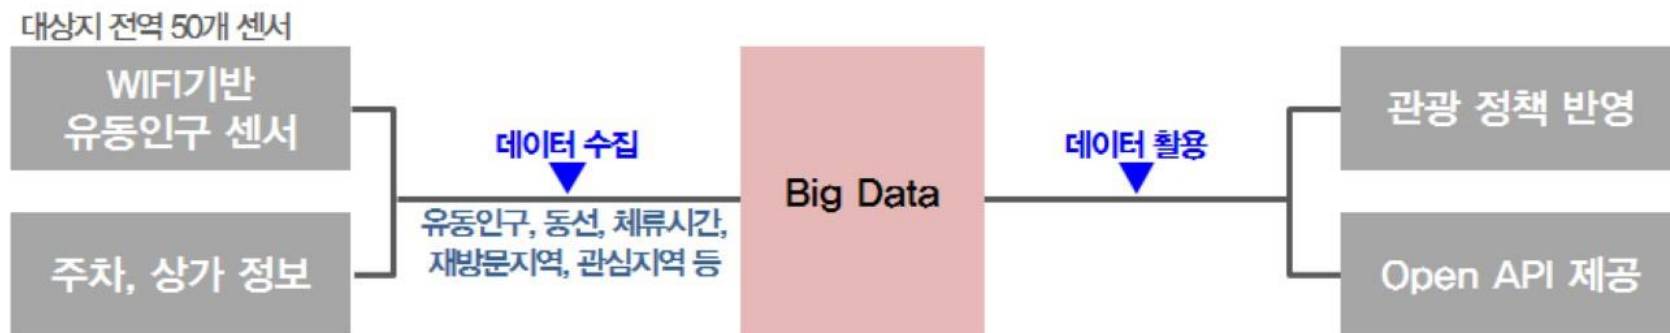 대상지 전역 50개 센서
WIFI기반
유동인구 센서
주차, 상가 정보
데이터 수집
유동인구, 동선, 체류시간,
재방문지역, 관심지역 등
Big Data
데이터 활용
관광 정책 반영
Open API 제공